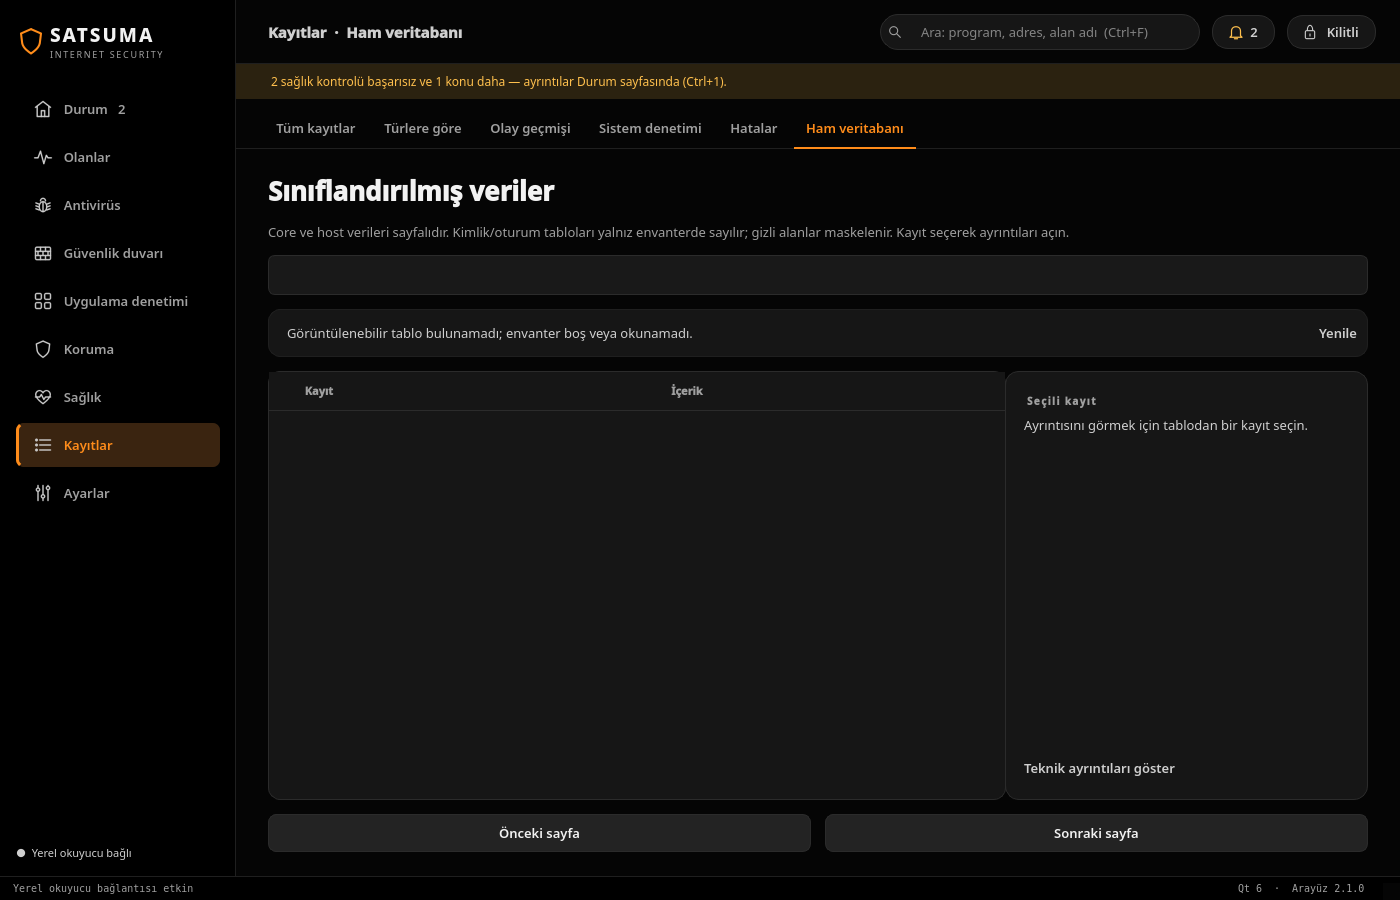 SATSUMA
INTERNET SECURITY
Durum 2
Olanlar
Antivirüs
Güvenlik duvarı
Uygulama denetimi
Koruma
Sağlık
Kayıtlar
Ayarlar
Yerel okuyucu bağlı
Kayıtlar · Ham veritabanı
Ara: program, adres, alan adı (Ctrl+F)
2
Kilitli
2 sağlık kontrolü başarısız ve 1 konu daha — ayrıntılar Durum sayfasında (Ctrl+1).
Tüm kayıtlar Türlere göre Olay geçmişi Sistem denetimi Hatalar Ham veritabanı
Sınıflandırılmış veriler
Core ve host verileri sayfalıdır. Kimlik/oturum tabloları yalnız envanterde sayılır; gizli alanlar maskelenir. Kayıt seçerek ayrıntıları açın.
Görüntülenebilir tablo bulunamadı; envanter boş veya okunamadı.
Yenile
Kayıt İçerik
Seçili kayıt
Ayrıntısını görmek için tablodan bir kayıt seçin.
Teknik ayrıntıları göster
Önceki sayfa
Sonraki sayfa
Yerel okuyucu bağlantısı etkin
Qt 6 · Arayüz 2.1.0